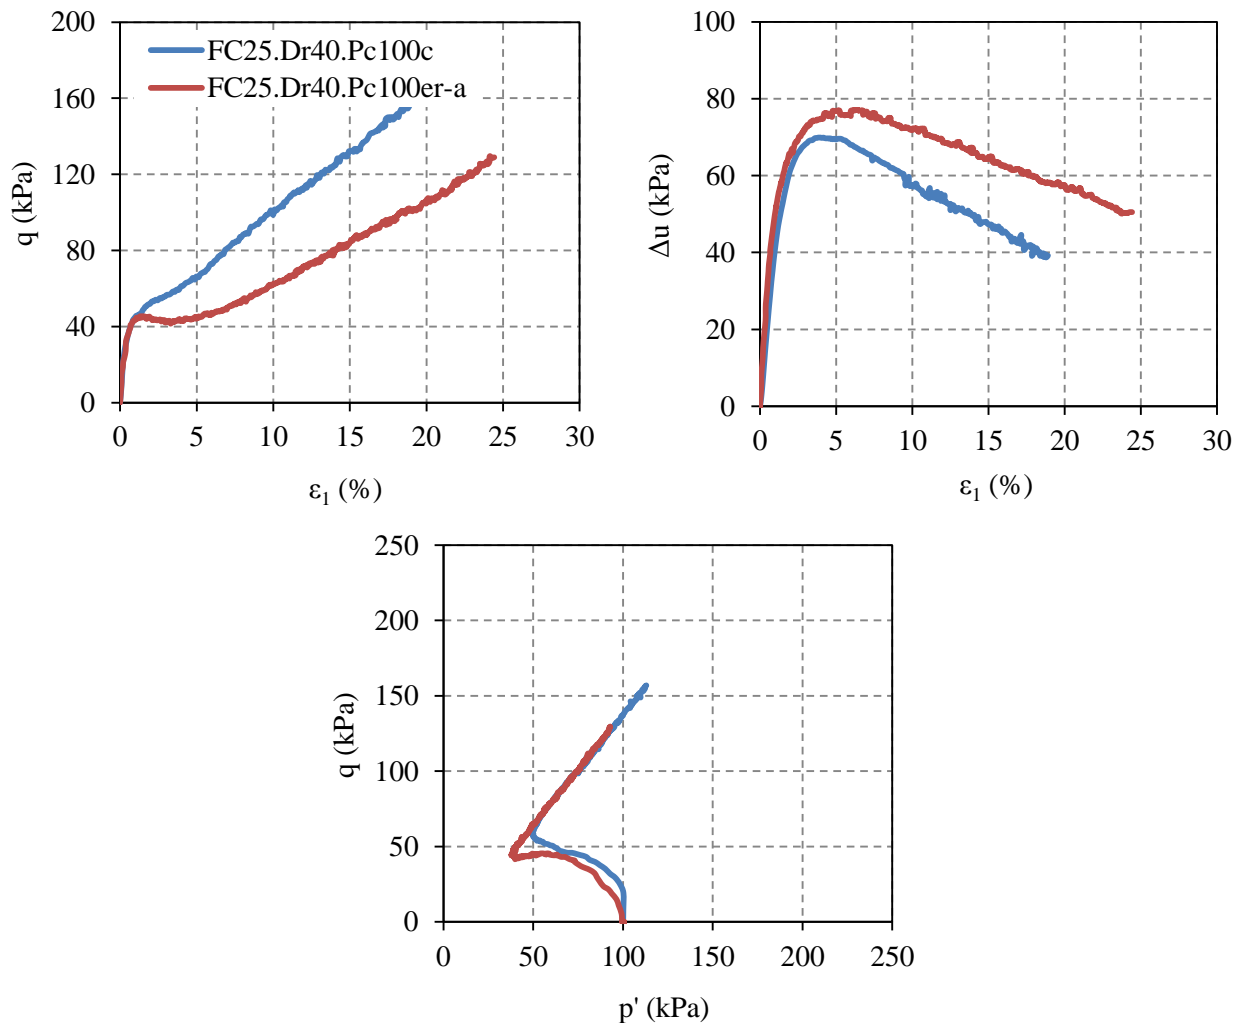 200
160
120
80
40
0
q (kPa)
FC25.Dr40.Pc100c
FC25.Dr40.Pc100er-a
0 5 10 15 20 25 30
ε1 (%)
100
80
60
40
20
0
Δu (kPa)
0 5 10 15 20 25 30
ε1 (%)
250
200
150
100
50
0
q (kPa)
0 50 100 150 200 250
p' (kPa)